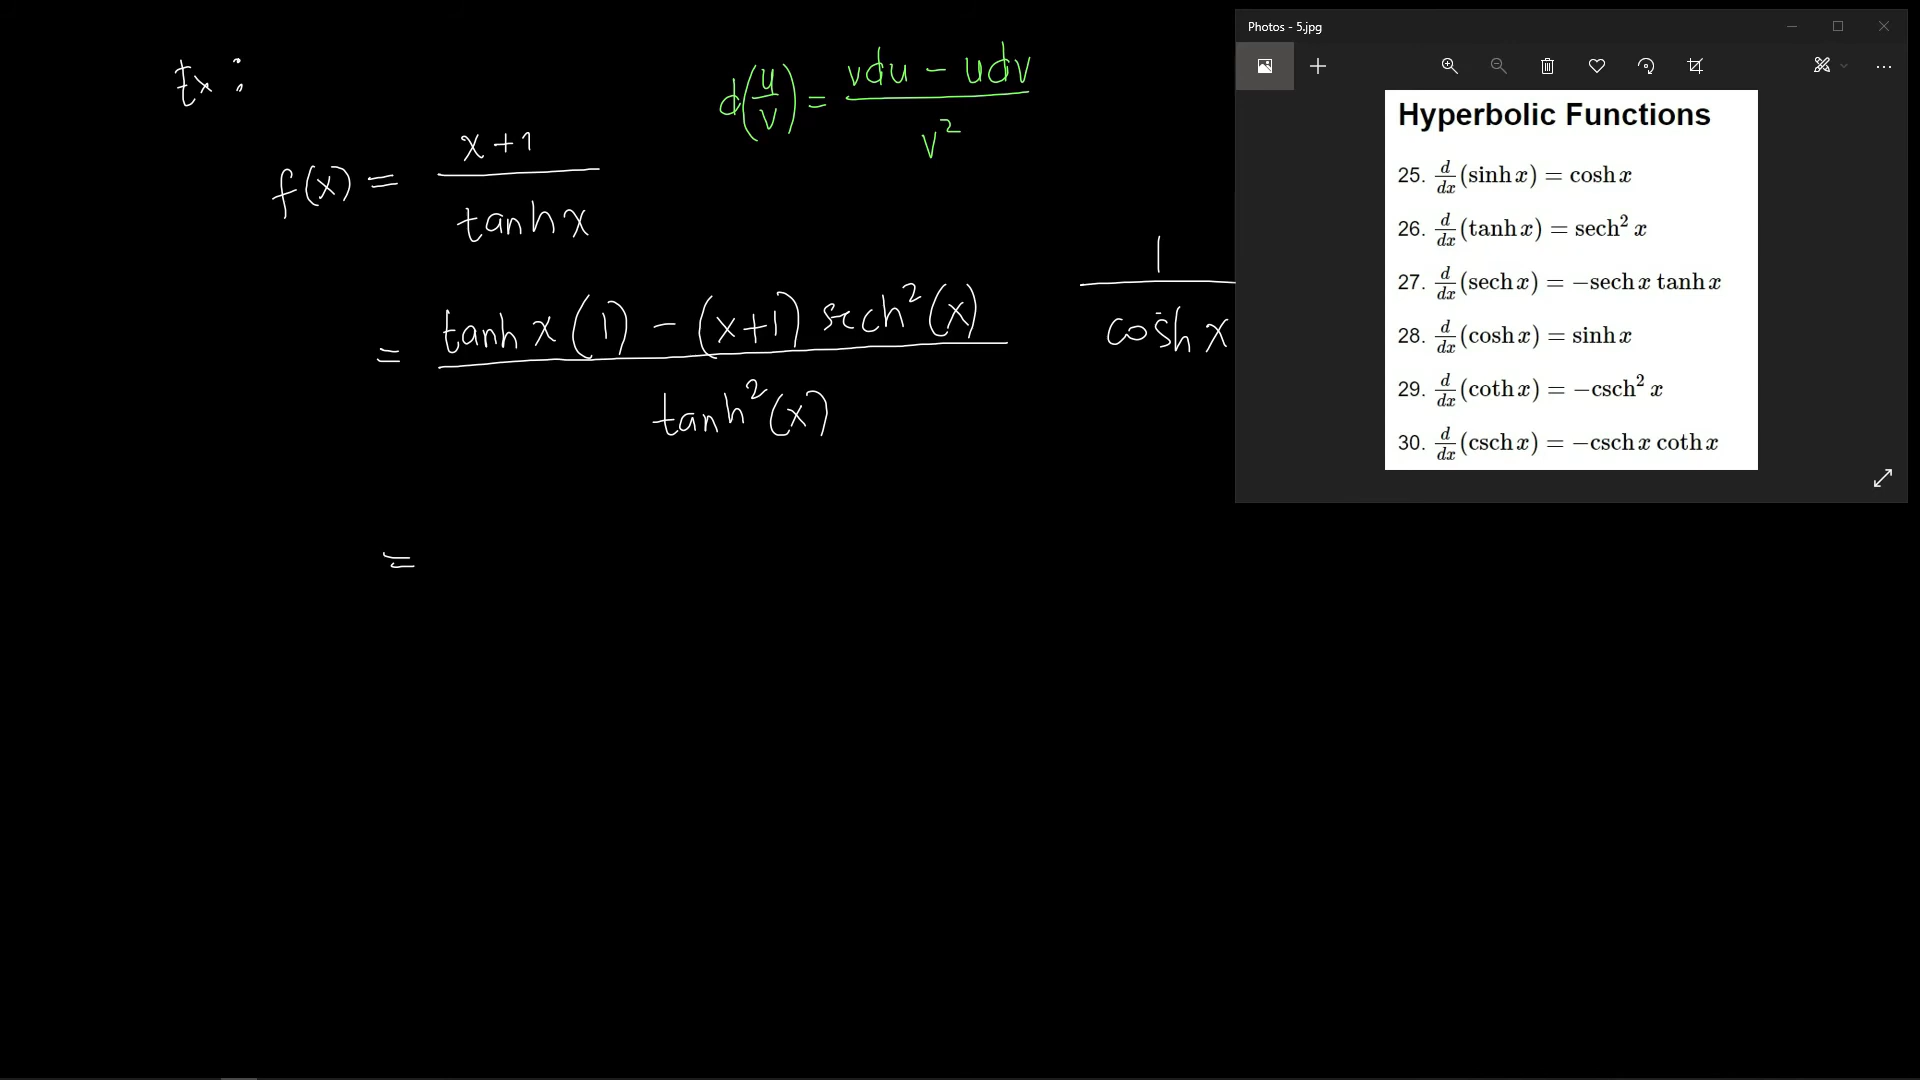 Ex:
d(u/v) = (vdu - udv)/v²
f(x) = (x+1)/(tanh x)
= (tanh x (1) - (x+1) sech²(x))/(tanh²(x))
1/(cosh x)
=
Photos - 5.jpg
Hyperbolic Functions
25. d/dx (sinh x) = cosh x
26. d/dx (tanh x) = sech² x
27. d/dx (sech x) = −sech x tanh x
28. d/dx (cosh x) = sinh x
29. d/dx (coth x) = −csch² x
30. d/dx (csch x) = −csch x coth x